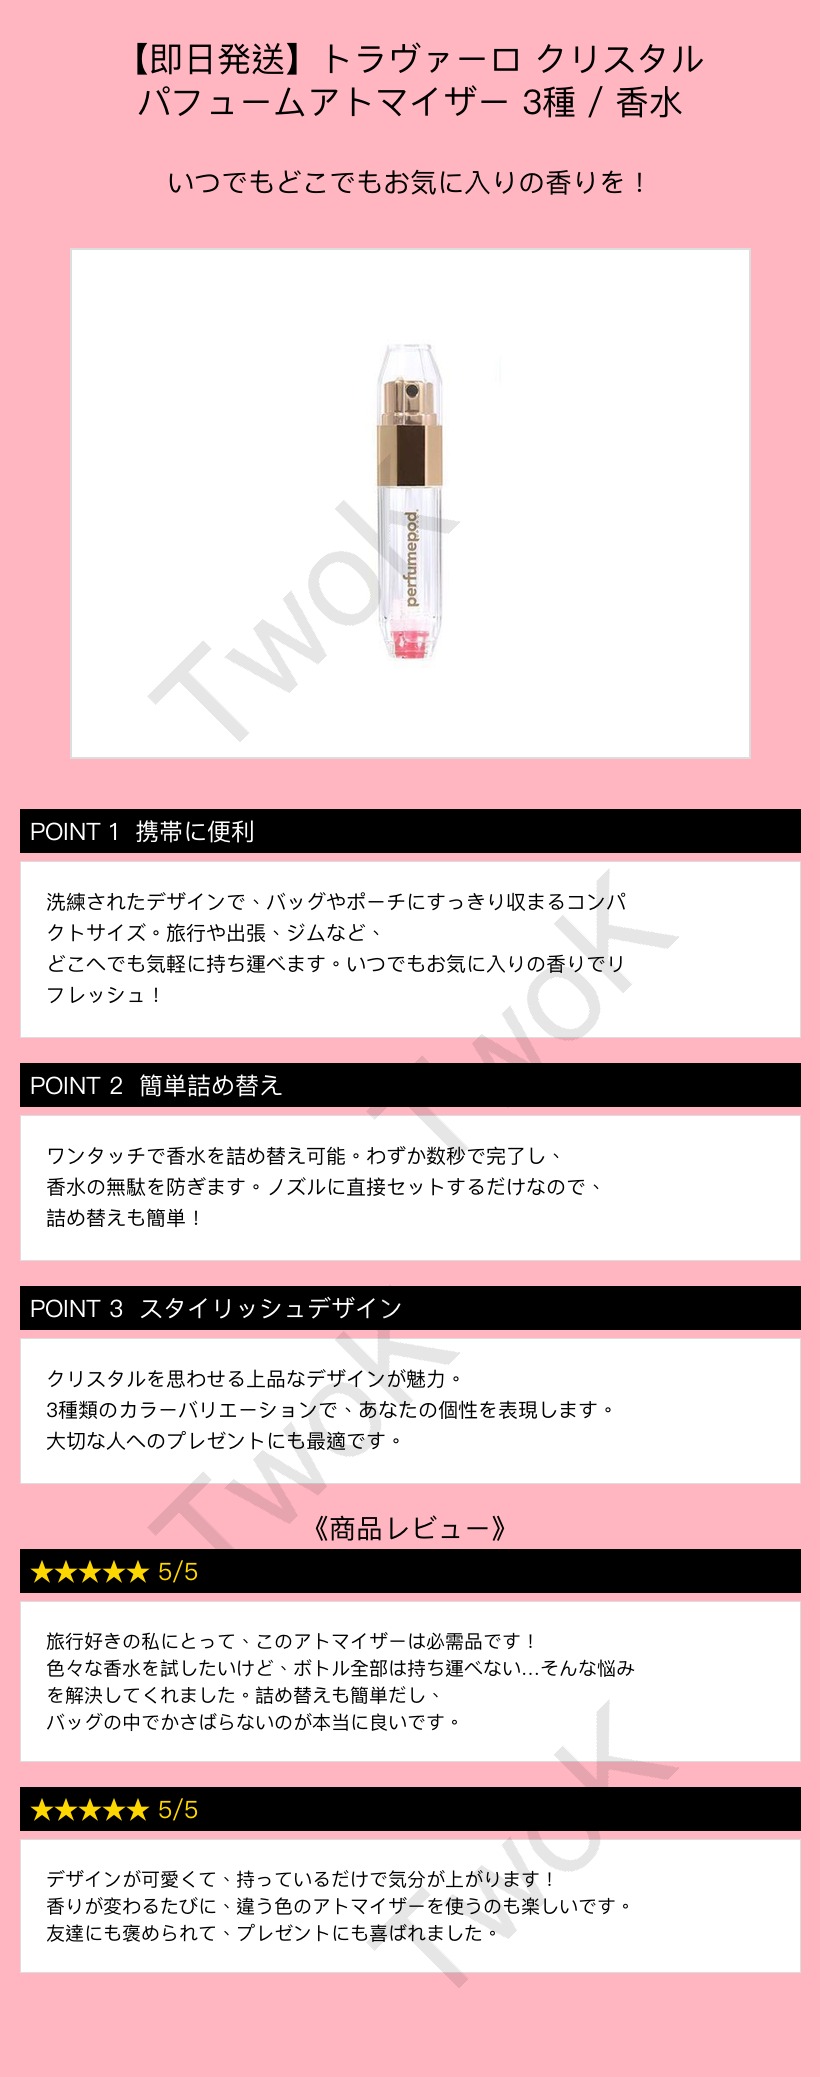 【即日発送】トラヴァーロ クリスタル
パフュームアトマイザー 3種 / 香水
いつでもどこでもお気に入りの香りを！
perfumepod
Twok
POINT 1 携帯に便利
洗練されたデザインで、バッグやポーチにすっきり収まるコンパ
クトサイズ。旅行や出張、ジムなど、
どこへでも気軽に持ち運べます。いつでもお気に入りの香りでリ
フレッシュ！
TwoK
POINT 2 簡単詰め替え
ワンタッチで香水を詰め替え可能。わずか数秒で完了し、
香水の無駄を防ぎます。ノズルに直接セットするだけなので、
詰め替えも簡単！
POINT 3 スタイリッシュデザイン
クリスタルを思わせる上品なデザインが魅力。
3種類のカラーバリエーションで、あなたの個性を表現します。
大切な人へのプレゼントにも最適です。
Twok
《商品レビュー》
★★★★★ 5/5
旅行好きの私にとって、このアトマイザーは必需品です！
色々な香水を試したいけど、ボトル全部は持ち運べない…そんな悩み
を解決してくれました。詰め替えも簡単だし、
バッグの中でかさばらないのが本当に良いです。
★★★★★ 5/5
デザインが可愛くて、持っているだけで気分が上がります！
香りが変わるたびに、違う色のアトマイザーを使うのも楽しいです。
友達にも褒められて、プレゼントにも喜ばれました。
TwoK